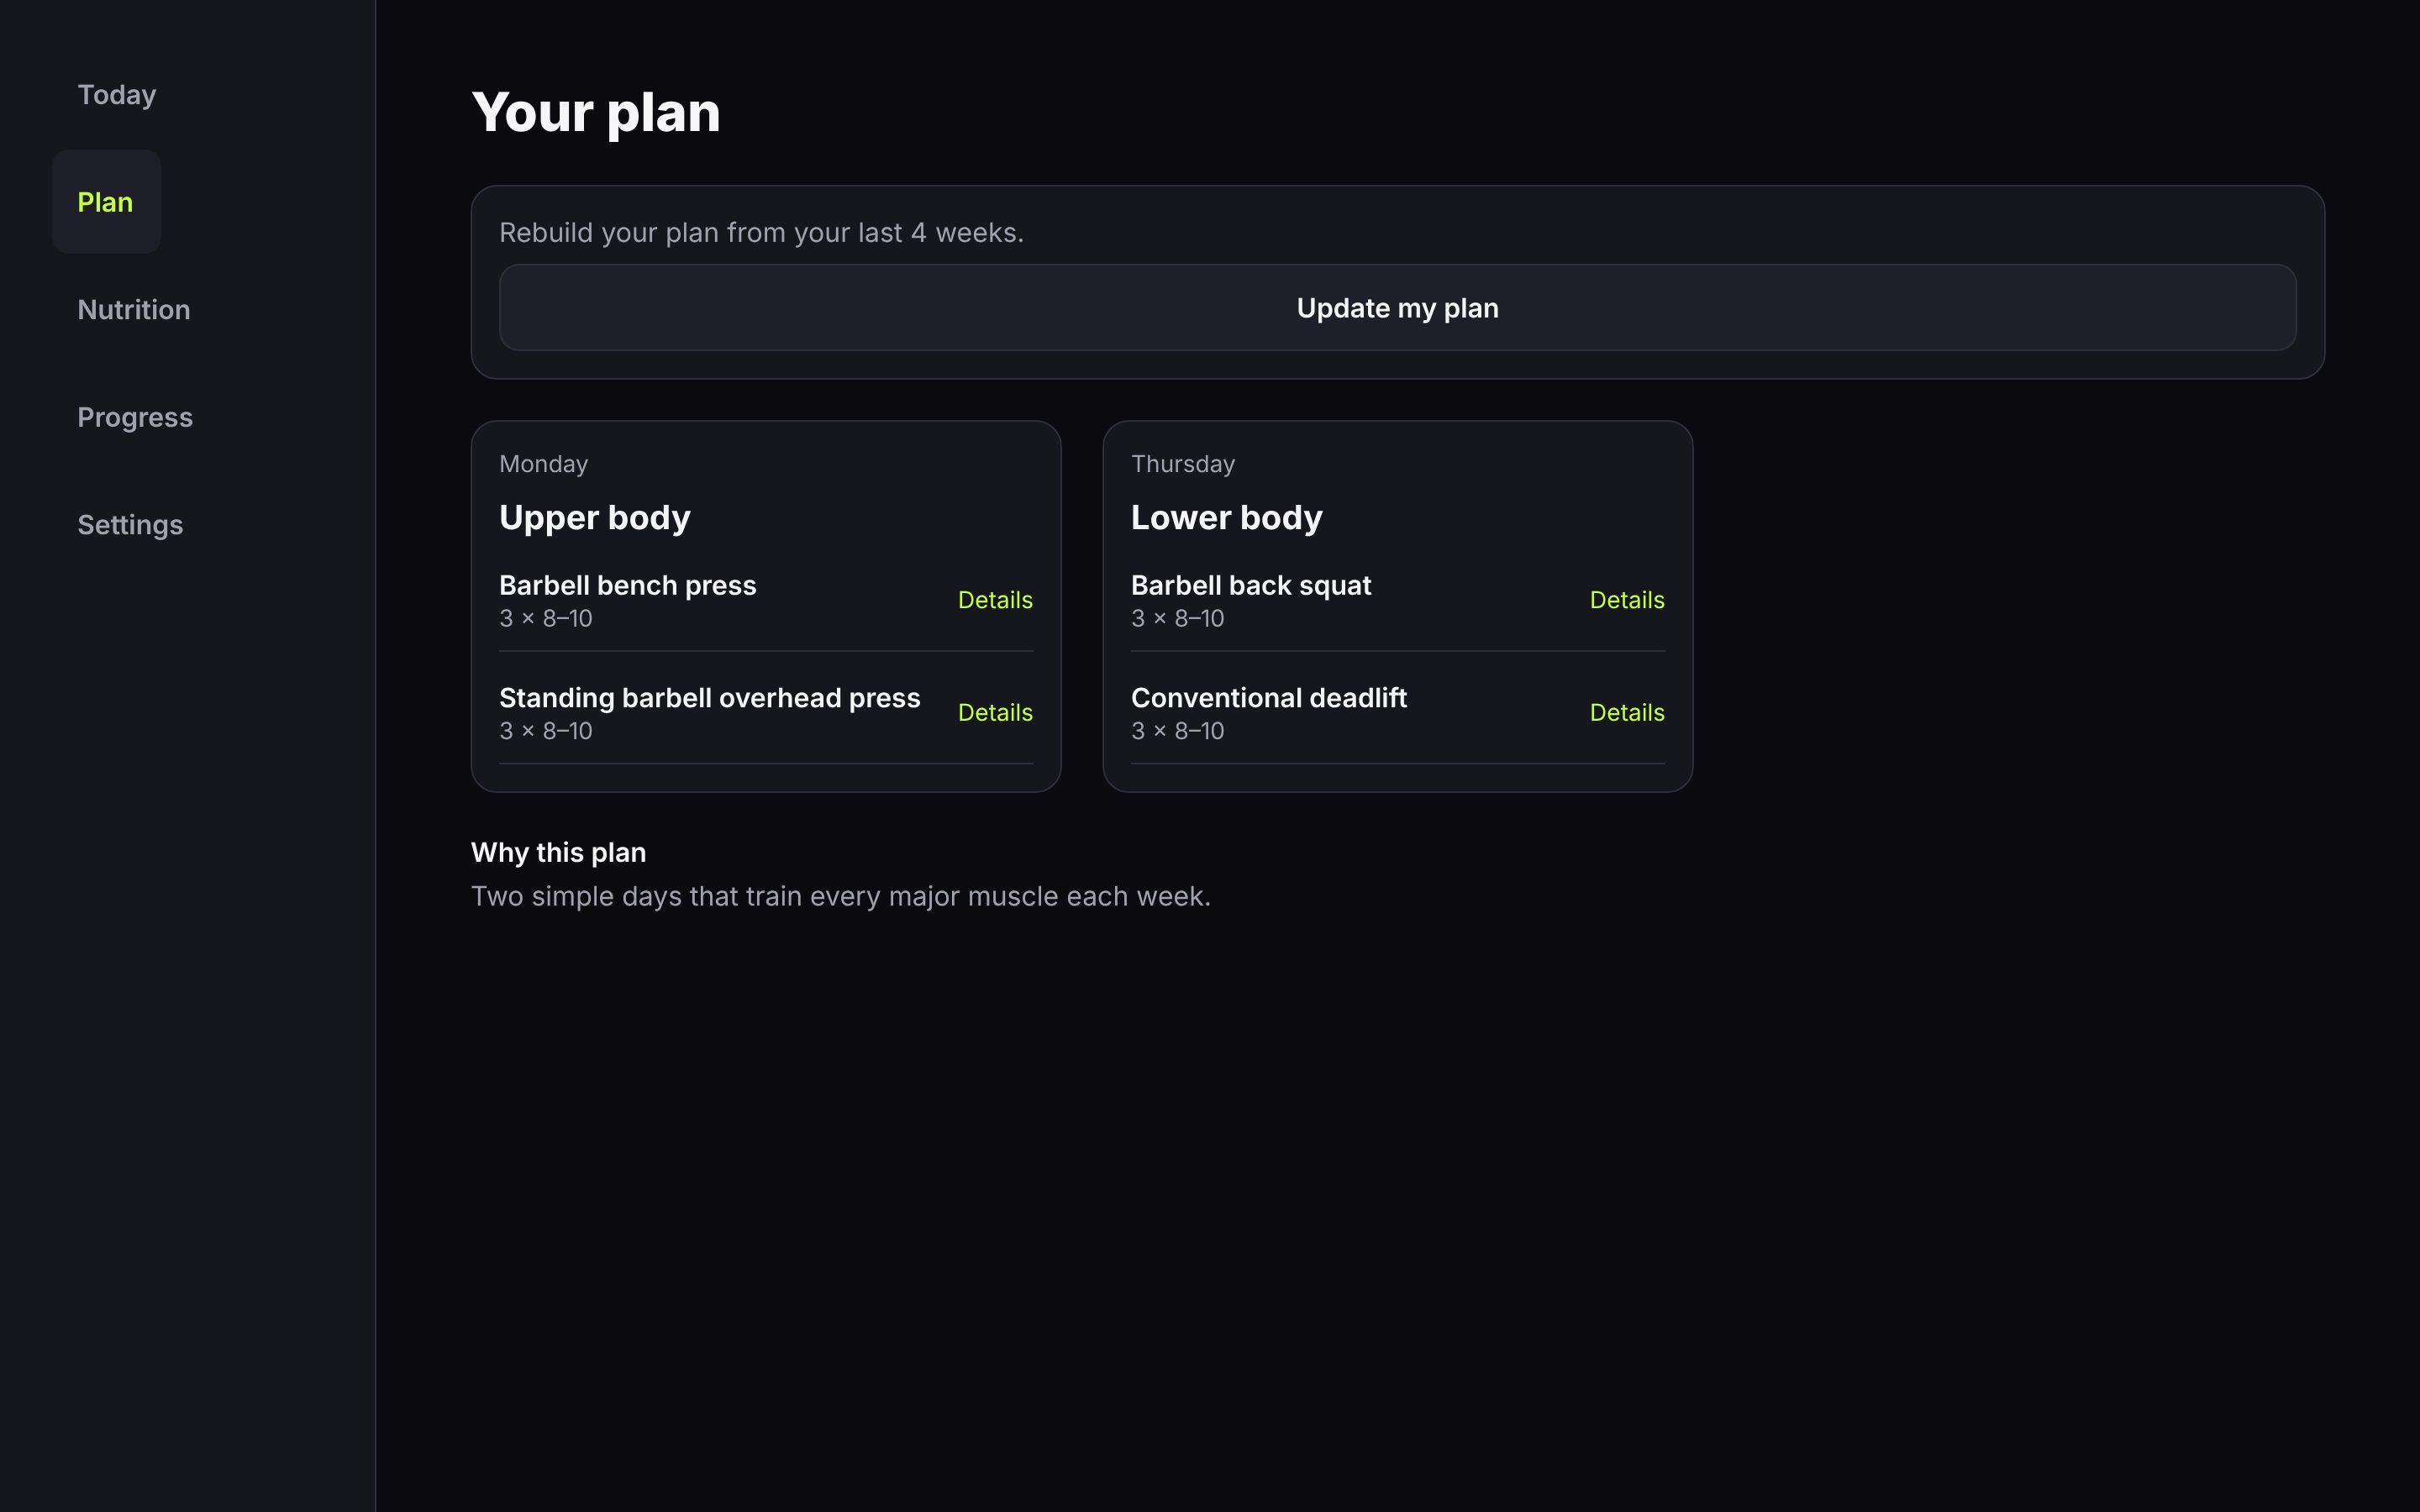 Today
Plan
Nutrition
Progress
Settings
Your plan
Rebuild your plan from your last 4 weeks.
Update my plan
Monday
Upper body
Barbell bench press
3 × 8–10
Details
Standing barbell overhead press
3 × 8–10
Details
Thursday
Lower body
Barbell back squat
3 × 8–10
Details
Conventional deadlift
3 × 8–10
Details
Why this plan
Two simple days that train every major muscle each week.